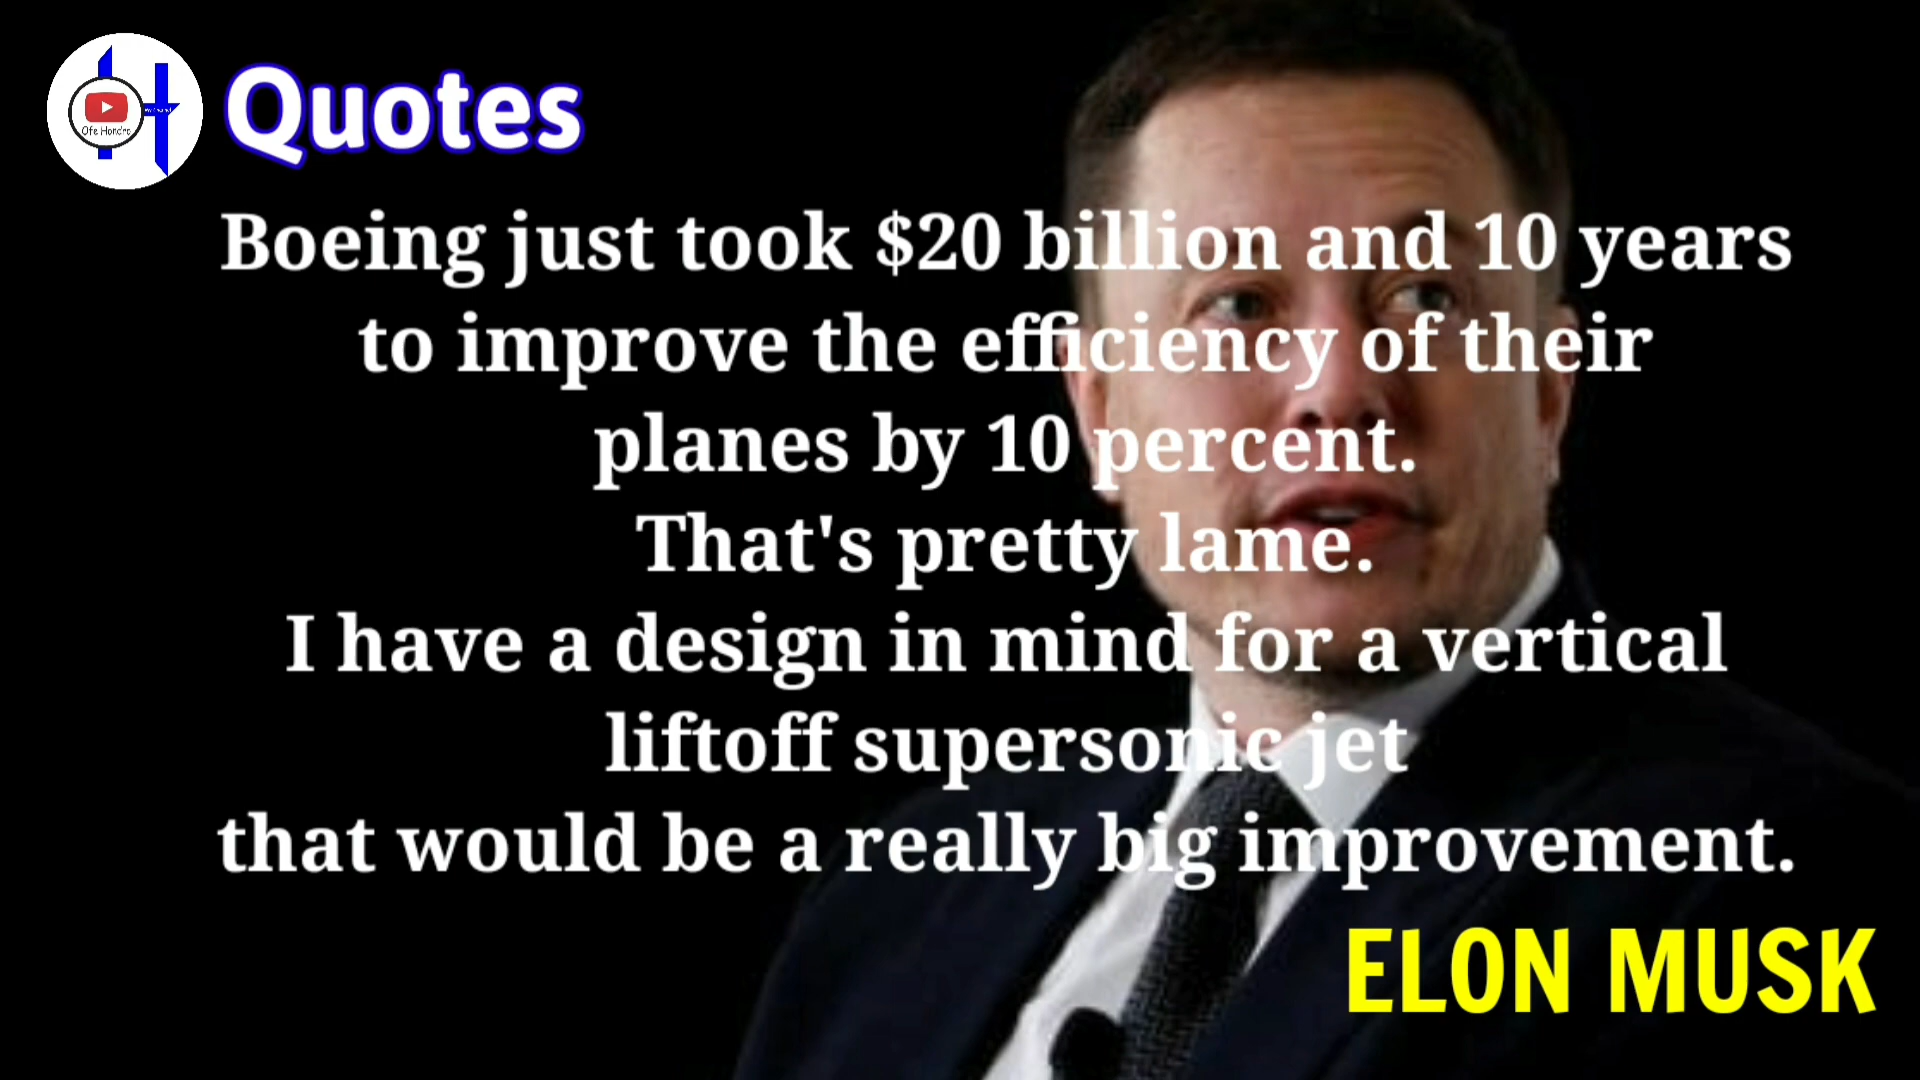 Quotes
Ofe Hondro
Boeing just took $20 billion and 10 years
to improve the efficiency of their
planes by 10 percent.
That's pretty lame.
I have a design in mind for a vertical
liftoff supersonic jet
that would be a really big improvement.
ELON MUSK